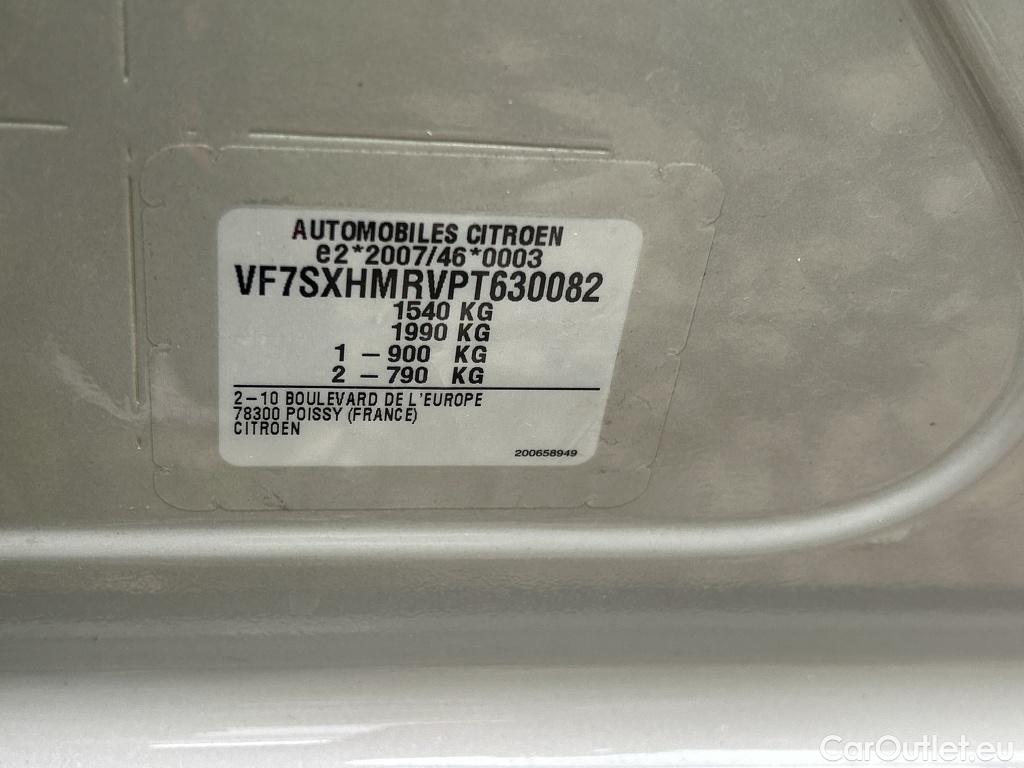 AUTOMOBILES CITROEN
e2*2007/46*0003
VF7SXHMRVPT630082
1540 KG
1990 KG
1 – 900 KG
2 – 790 KG
2–10 BOULEVARD DE L'EUROPE
78300 POISSY (FRANCE)
CITROEN
200658949
CarOutlet.eu